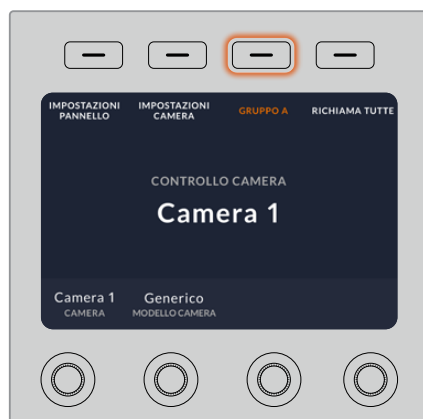 IMPOSTAZIONI
PANNELLO
IMPOSTAZIONI
CAMERA
GRUPPO A
RICHIAMA TUTTE
CONTROLLO CAMERA
Camera 1
Camera 1
CAMERA
Generico
MODELLO CAMERA